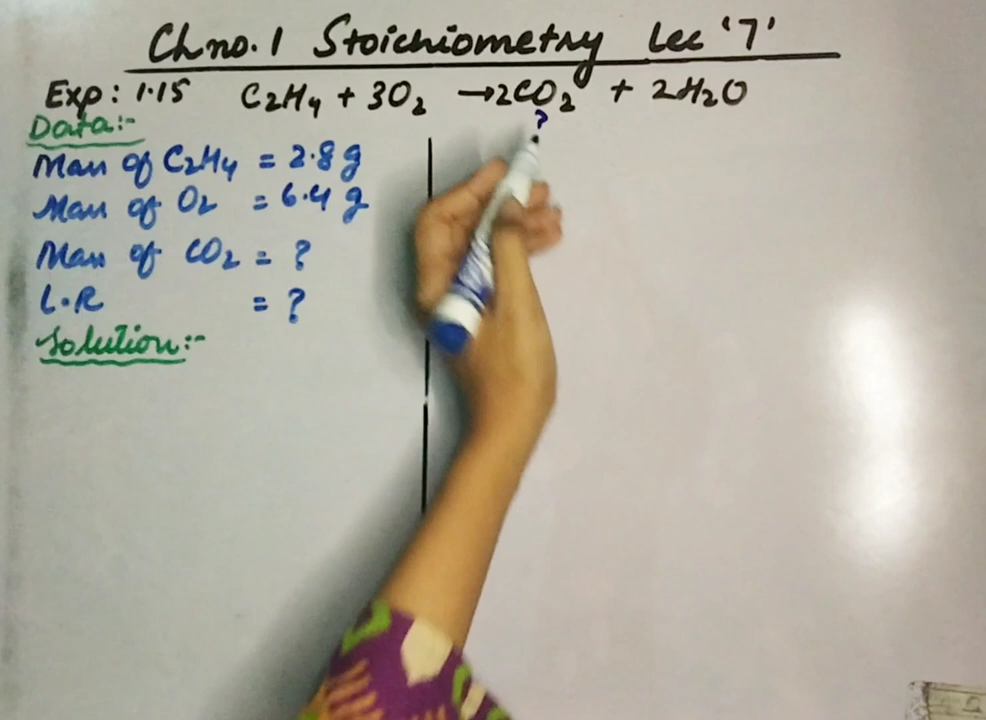 Ch no. 1 Stoichiometry Lec '7'
Exp: 1.15 C₂H₄ + 3O₂ → 2CO₂ + 2H₂O
?
Data:-
Mass of C₂H₄ = 2.8 g
Mass of O₂ = 6.4 g
Mass of CO₂ = ?
L.R = ?
Solution:-